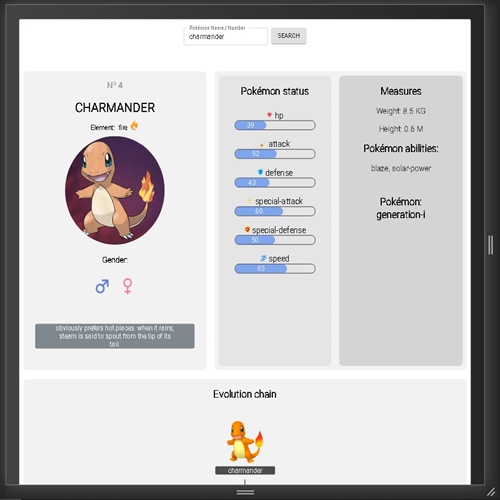 Pokémon Name / Number
charmander
SEARCH
Nº 4
CHARMANDER
Element: fire
Gender:
obviously prefers hot places. when it rains,
steam is said to spout from the tip of its
tail.
Pokémon status
hp
39
attack
52
defense
43
special-attack
60
special-defense
50
speed
65
Measures
Weight: 8.5 KG
Height: 0.6 M
Pokémon abilities:
blaze, solar-power
Pokémon:
generation-i
Evolution chain
charmander